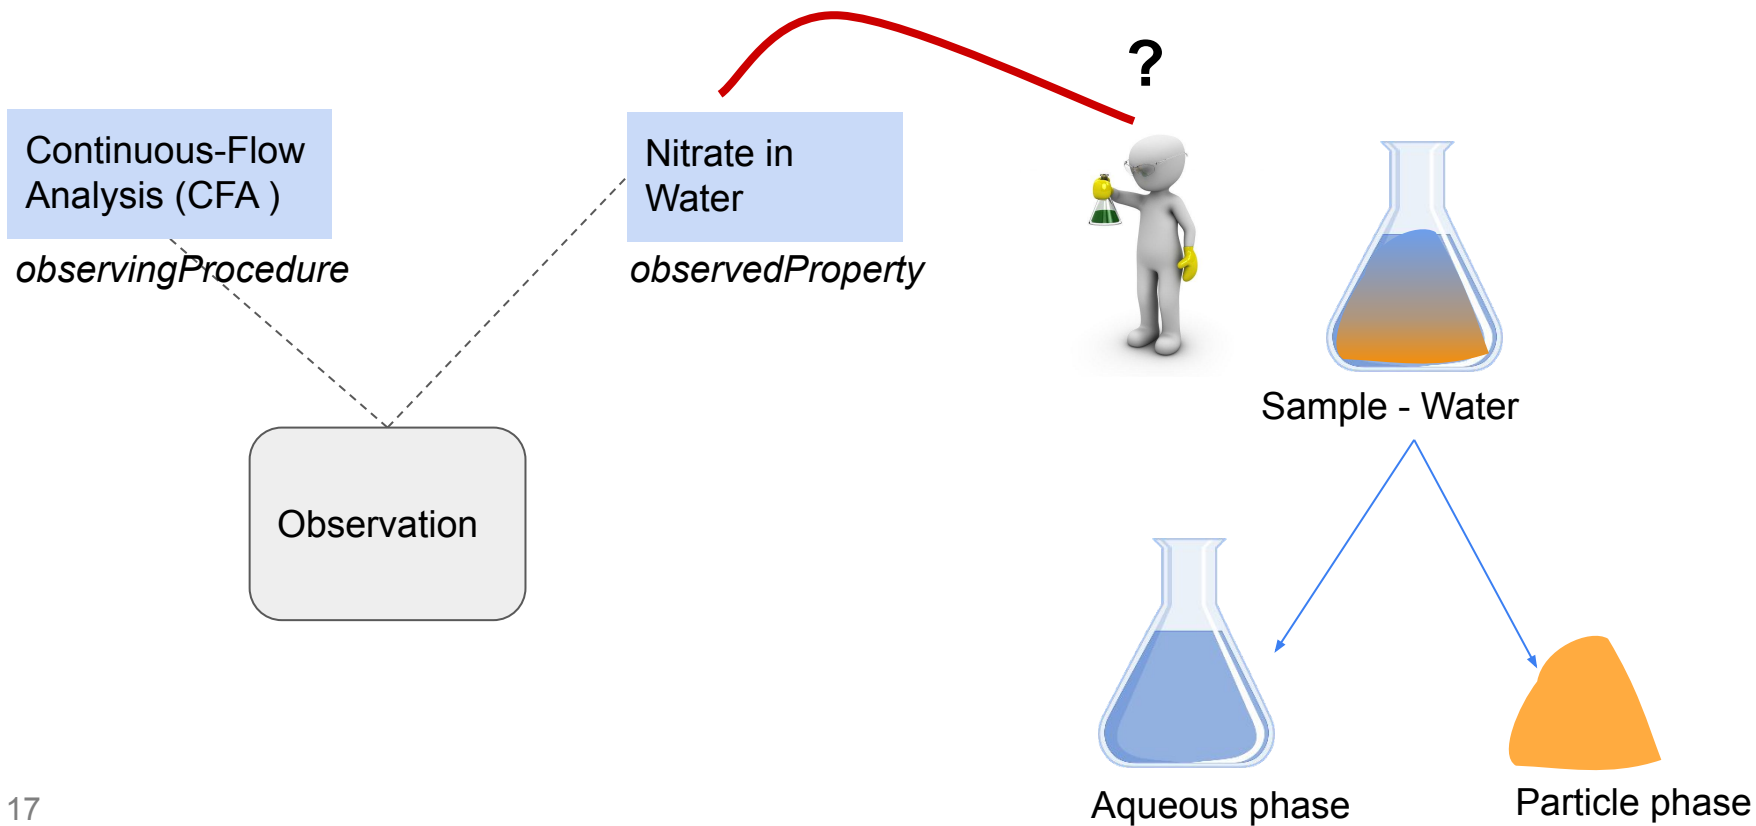 ?
Continuous-Flow
Analysis (CFA )
observingProcedure
Nitrate in
Water
observedProperty
Observation
Sample - Water
Aqueous phase
Particle phase
17